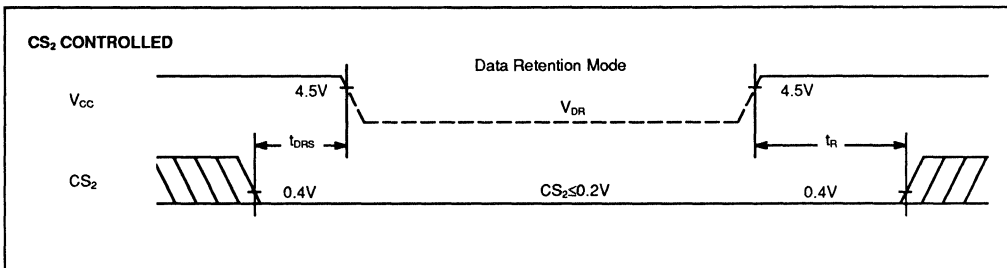 CS₂ CONTROLLED
Data Retention Mode
4.5V
4.5V
V_CC
V_DR
t_DRS
t_R
CS₂
0.4V
CS₂≤0.2V
0.4V